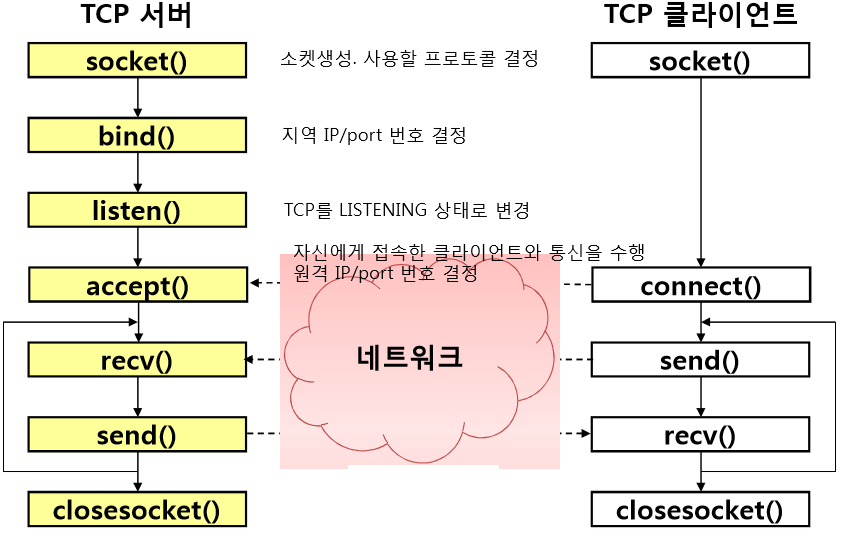 TCP 서버
TCP 클라이언트
socket()
소켓생성. 사용할 프로토콜 결정
socket()
bind()
지역 IP/port 번호 결정
listen()
TCP를 LISTENING 상태로 변경
자신에게 접속한 클라이언트와 통신을 수행
원격 IP/port 번호 결정
accept()
connect()
recv()
네트워크
send()
send()
recv()
closesocket()
closesocket()